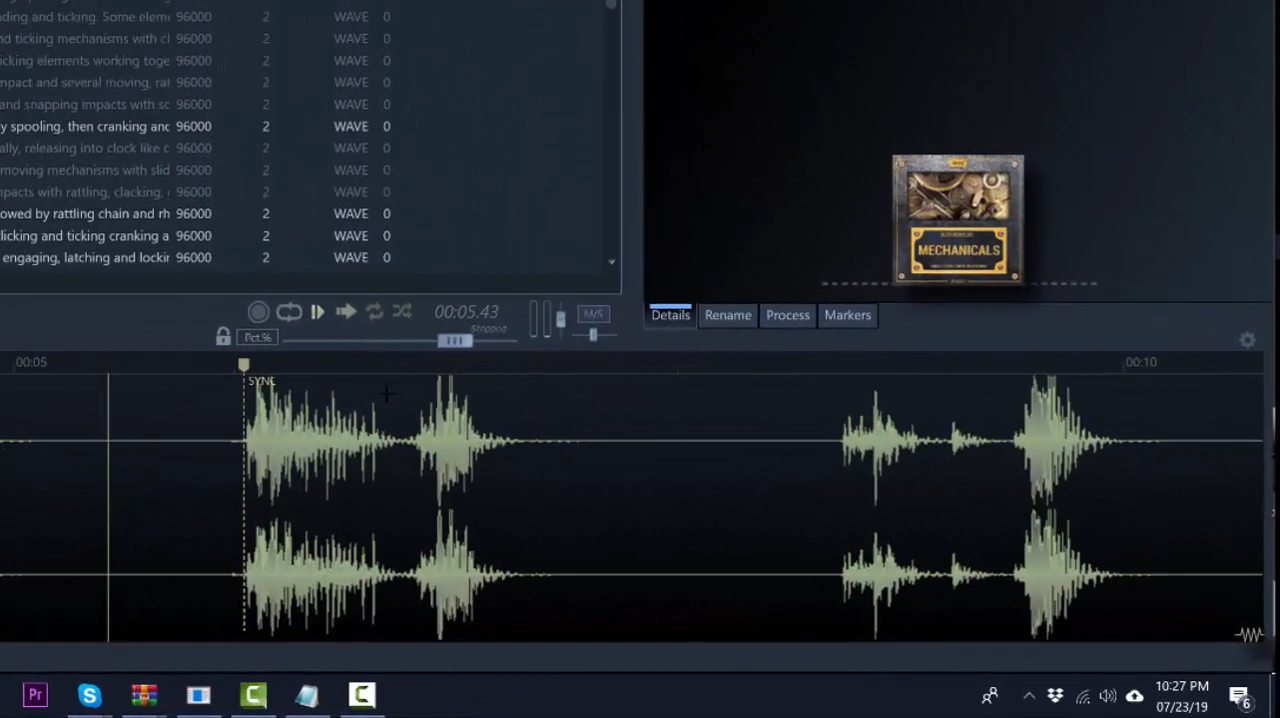 ding and ticking. Some elem 96000 2 WAVE 0
nd ticking mechanisms with cl 96000 2 WAVE 0
icking elements working toge 96000 2 WAVE 0
mpact and several moving, rat 96000 2 WAVE 0
and snapping impacts with sc 96000 2 WAVE 0
y spooling, then cranking and 96000 2 WAVE 0
ally, releasing into clock like c 96000 2 WAVE 0
moving mechanisms with slid 96000 2 WAVE 0
npacts with rattling, clacking, 96000 2 WAVE 0
owed by rattling chain and rh 96000 2 WAVE 0
licking and ticking cranking a 96000 2 WAVE 0
engaging, latching and lockin 96000 2 WAVE 0
MECHANICALS
00:05.43
Stopped
M/S
Pct.%
Details Rename Process Markers
00:05
00:10
SYNC
Pr
10:27 PM
07/23/19
6